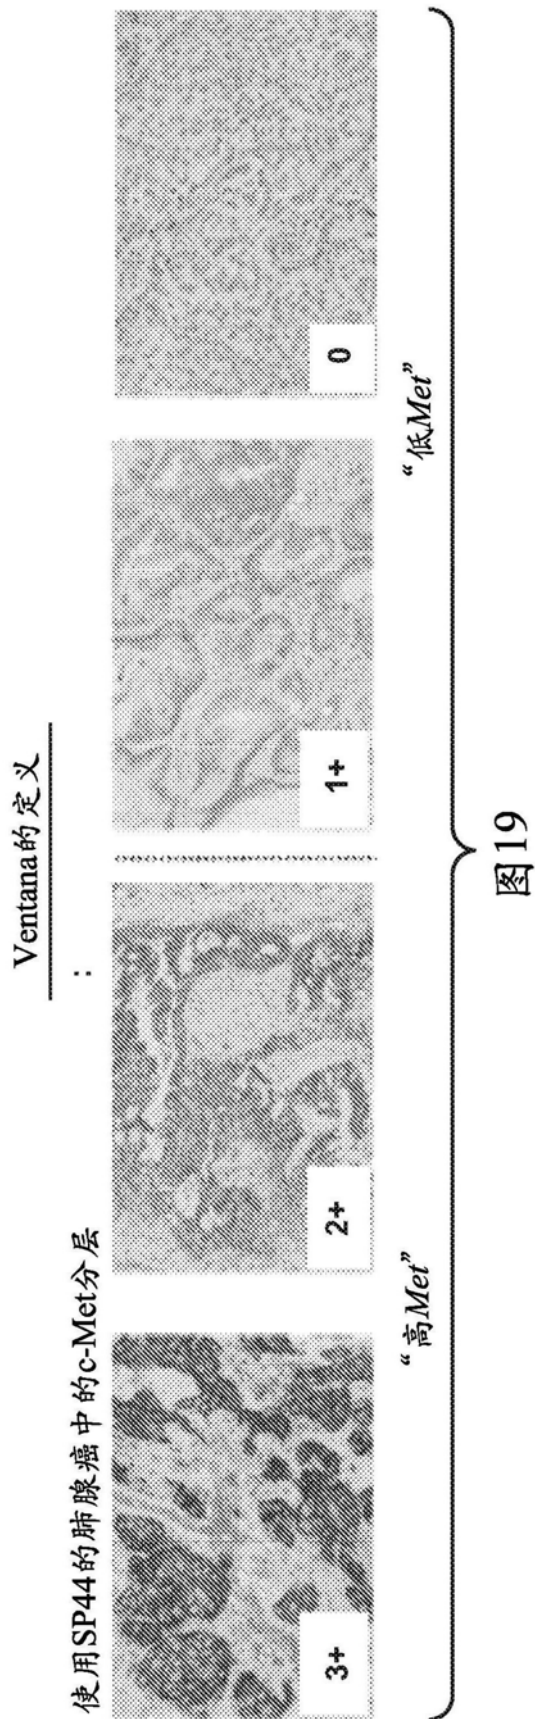 Ventana的定义
使用SP44的肺腺癌中的c-Met分层
:
3+
2+
1+
0
“高Met”
“低Met”
图19